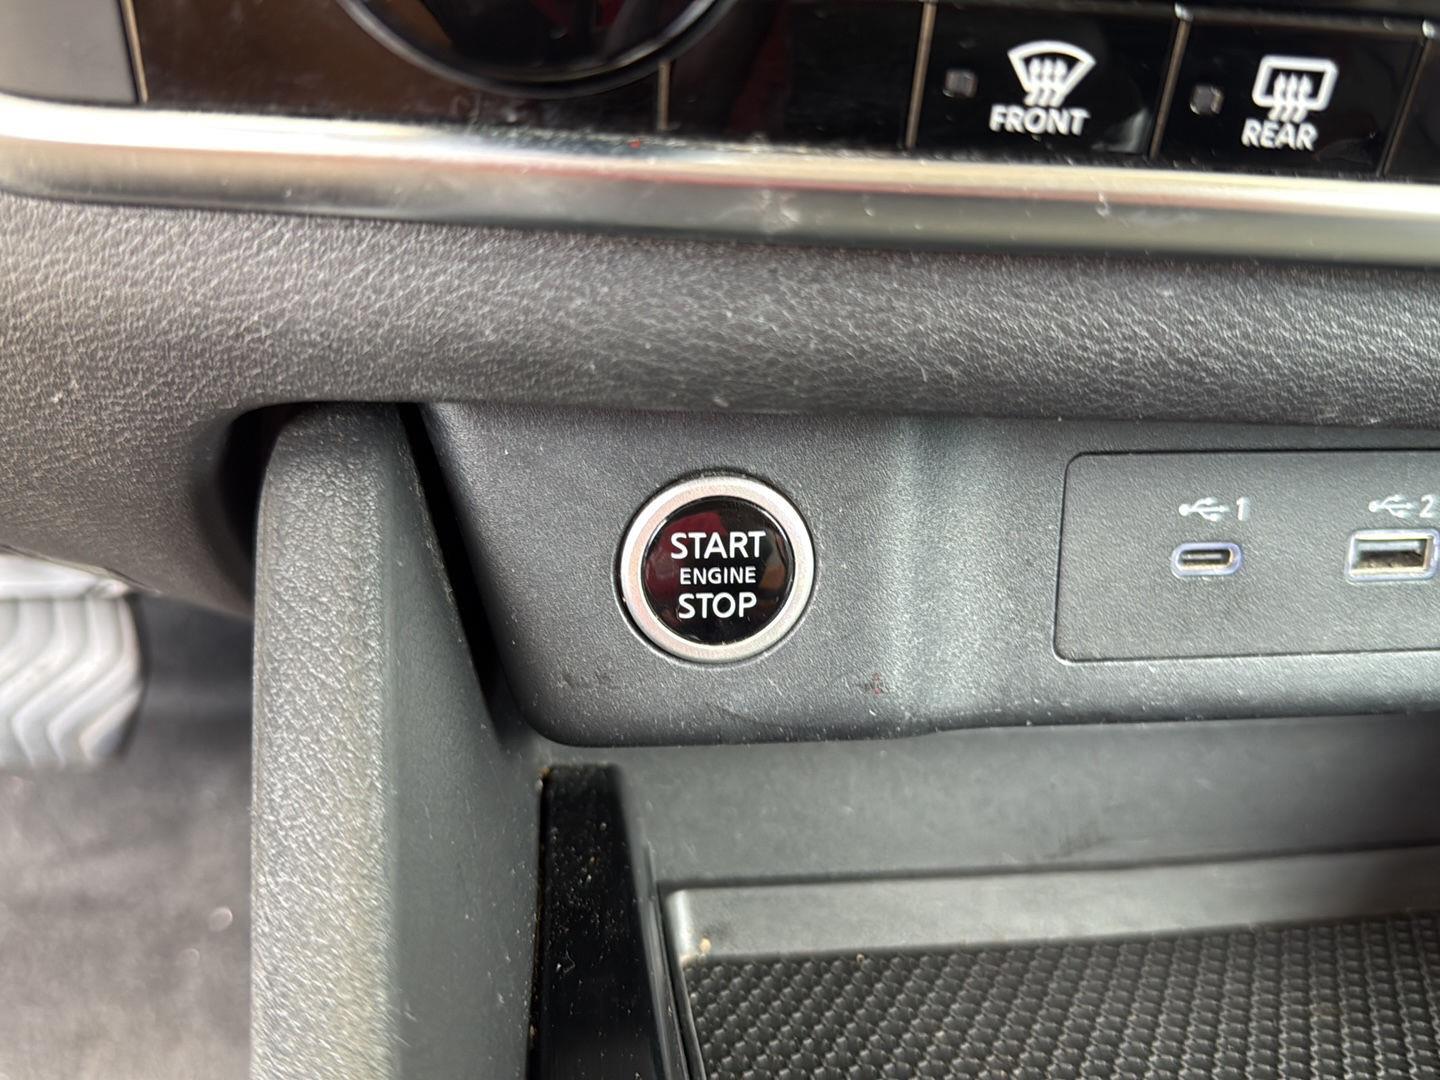 FRONT
REAR
START
ENGINE
STOP
1
2